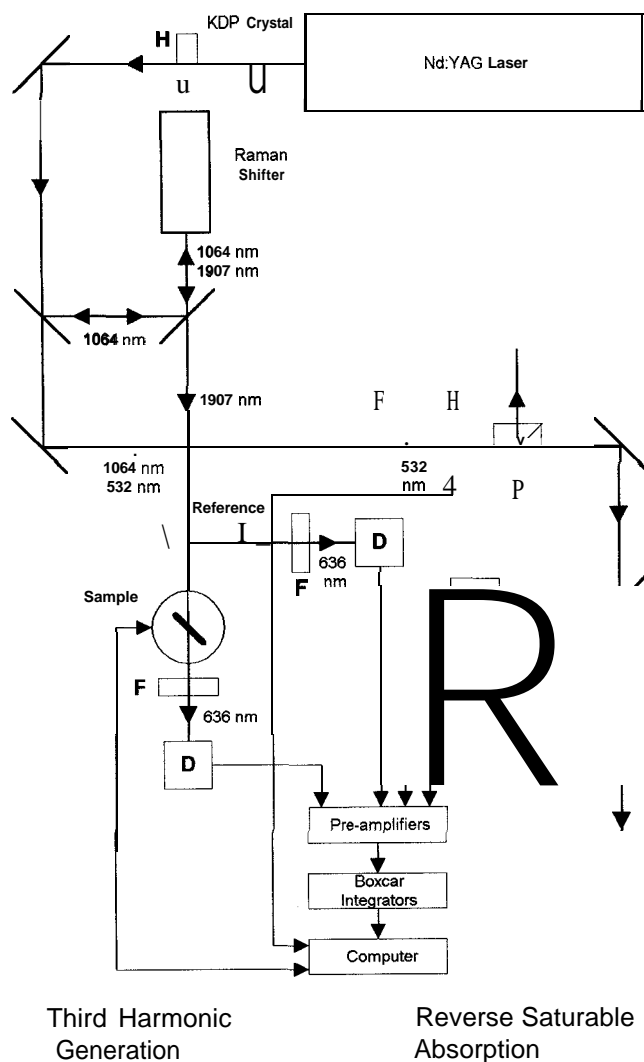 KDP Crystal
H
Nd:YAG Laser
u
U
Raman
Shifter
1064 nm
1907 nm
1064 nm
1907 nm
F H
1064 nm
532 nm
532
nm
4 P
Reference
I
\
D
636
nm
F
Sample
R
F
636 nm
D
Pre-amplifiers
Boxcar
Integrators
Computer
Third Harmonic
Generation
Reverse Saturable
Absorption